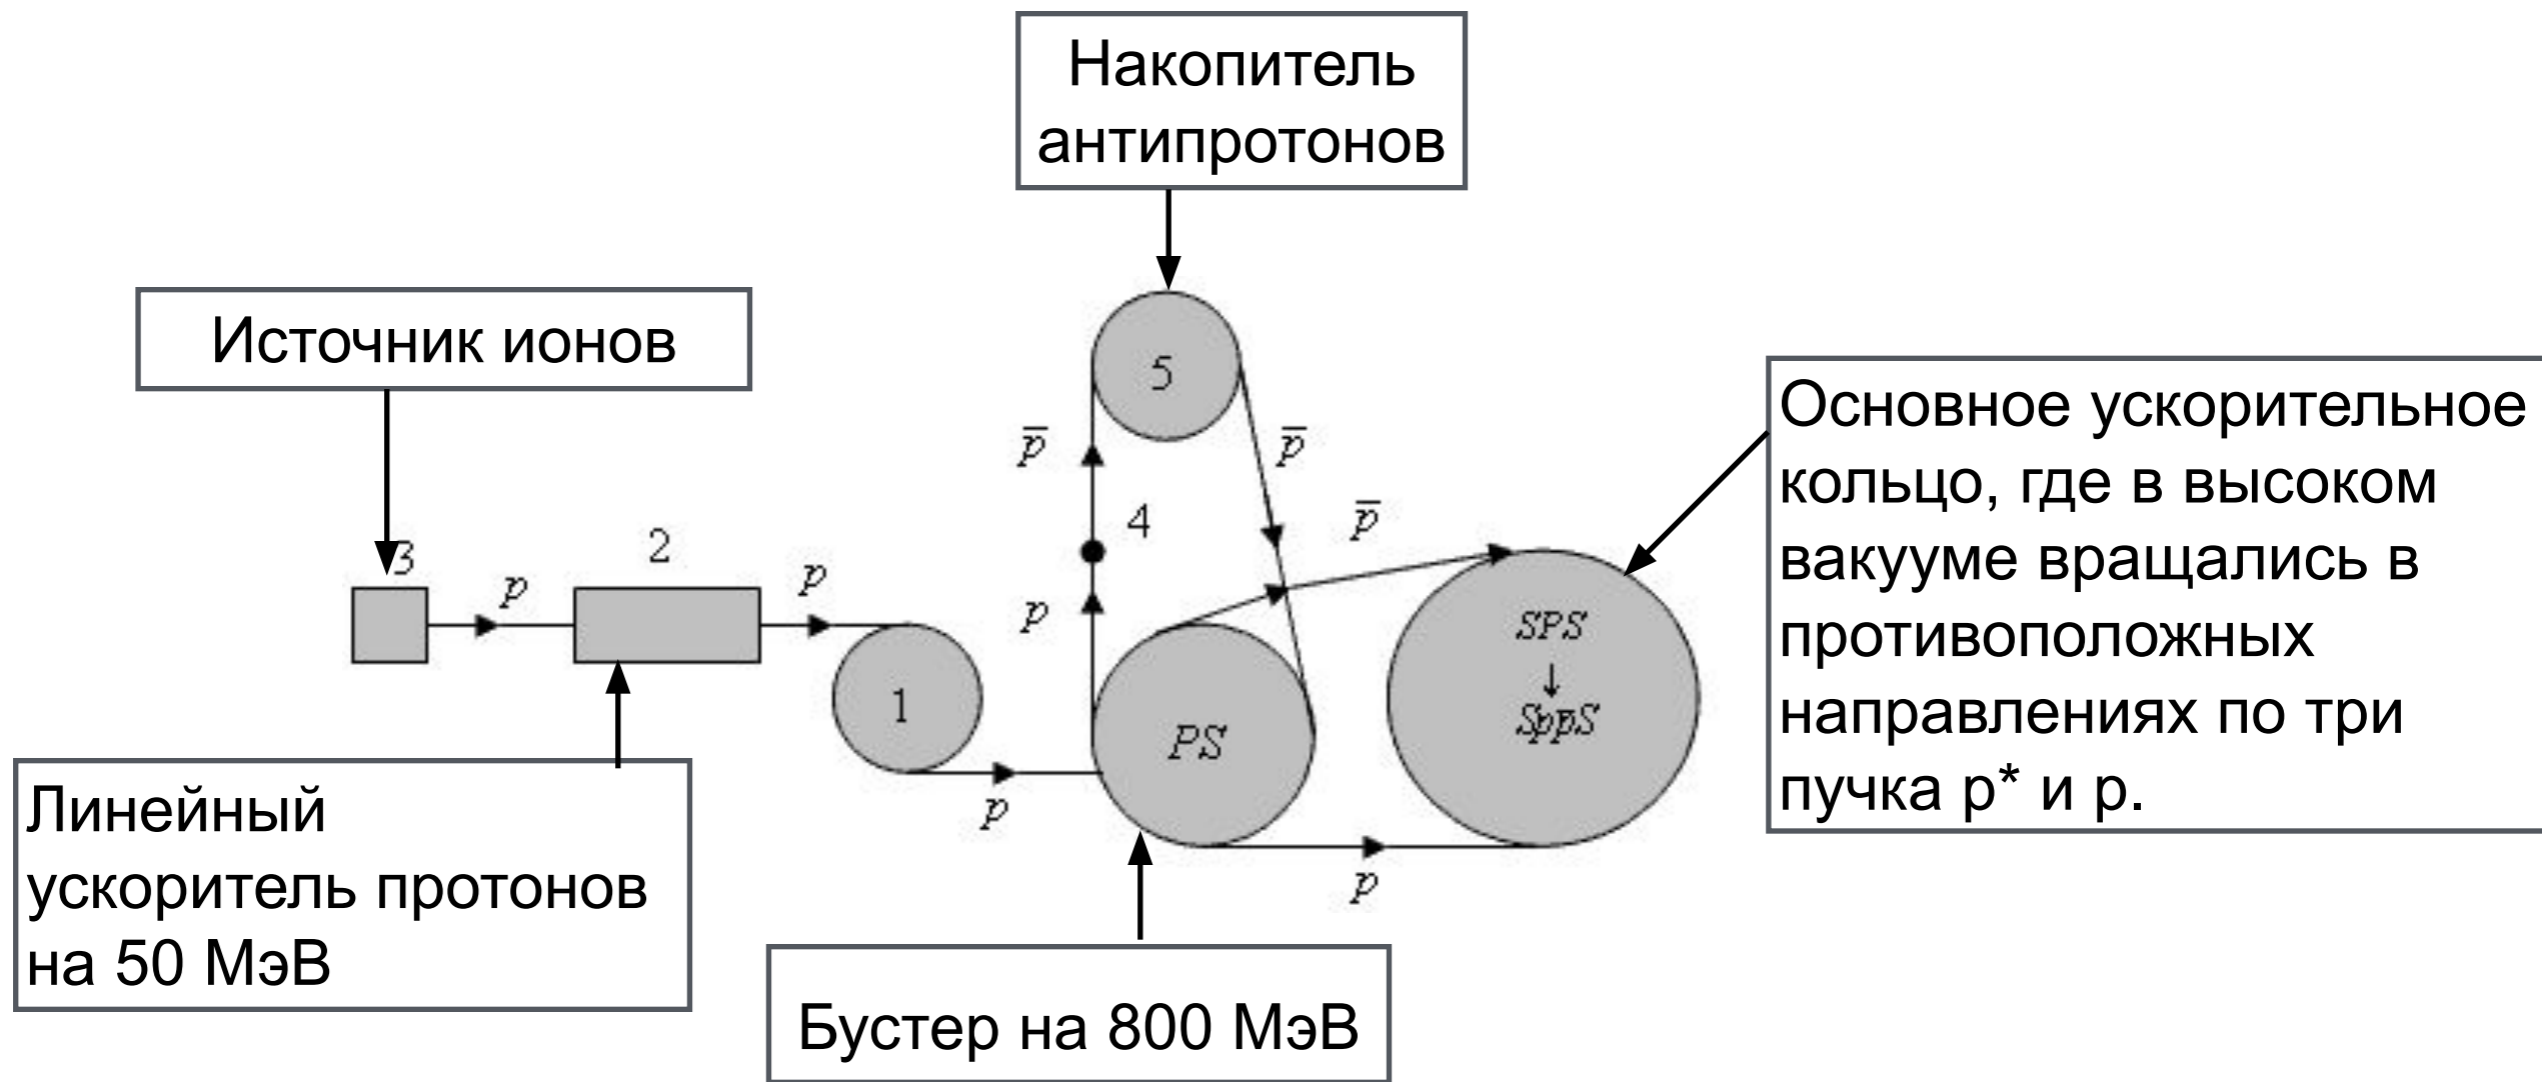 Накопитель
антипротонов
Источник ионов
5
Основное ускорительное
кольцо, где в высоком
вакууме вращались в
противоположных
направлениях по три
пучка p* и p.
p̅
p̅
4
p̅
3
2
p
p
p
SPS
↓
Spp̅S
1
PS
p
p
Линейный
ускоритель протонов
на 50 МэВ
Бустер на 800 МэВ